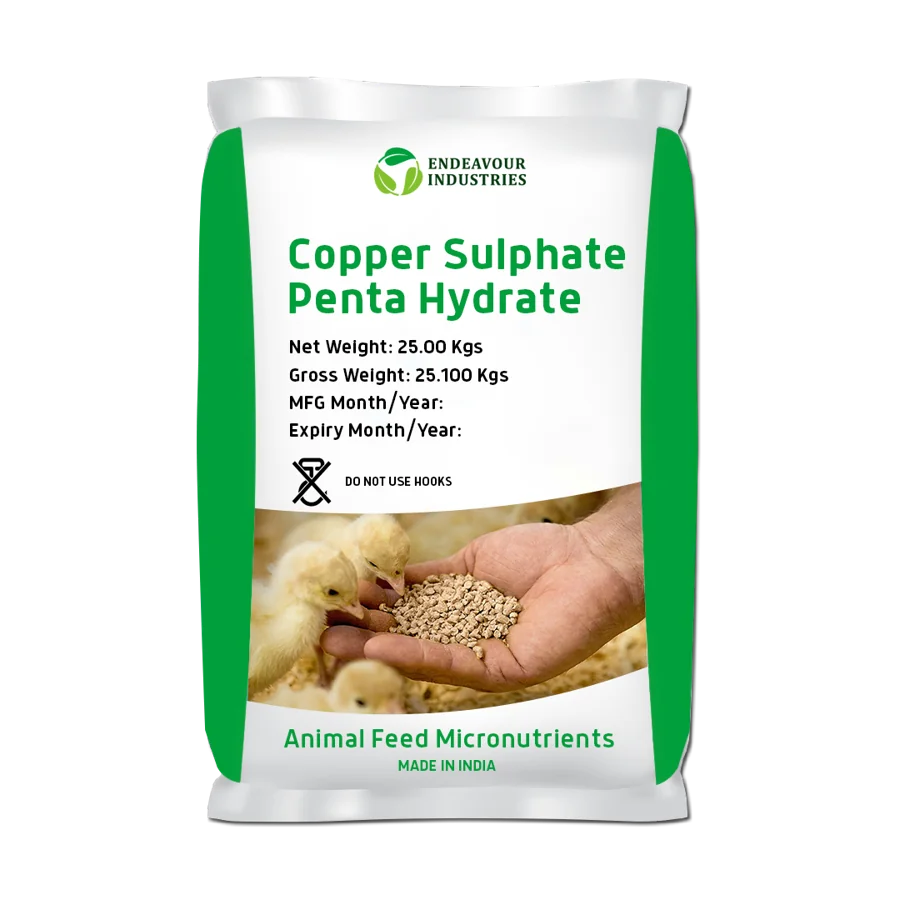 ENDEAVOUR
INDUSTRIES
Copper Sulphate
Penta Hydrate
Net Weight: 25.00 Kgs
Gross Weight: 25.100 Kgs
MFG Month/Year:
Expiry Month/Year:
DO NOT USE HOOKS
Animal Feed Micronutrients
MADE IN INDIA